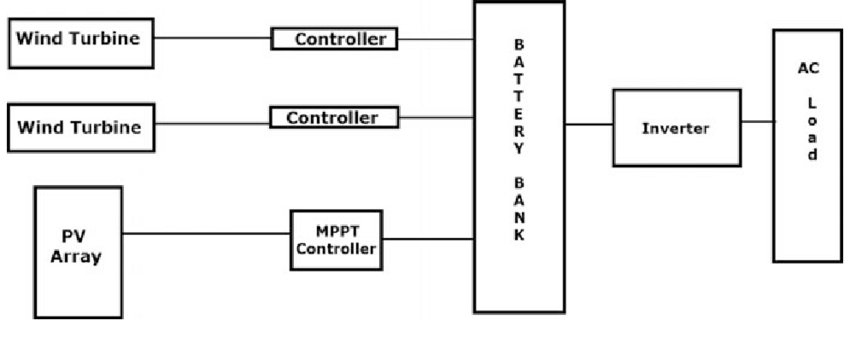 Wind Turbine
Controller
Wind Turbine
Controller
PV
Array
MPPT
Controller
BATTERY
BANK
Inverter
AC
Load